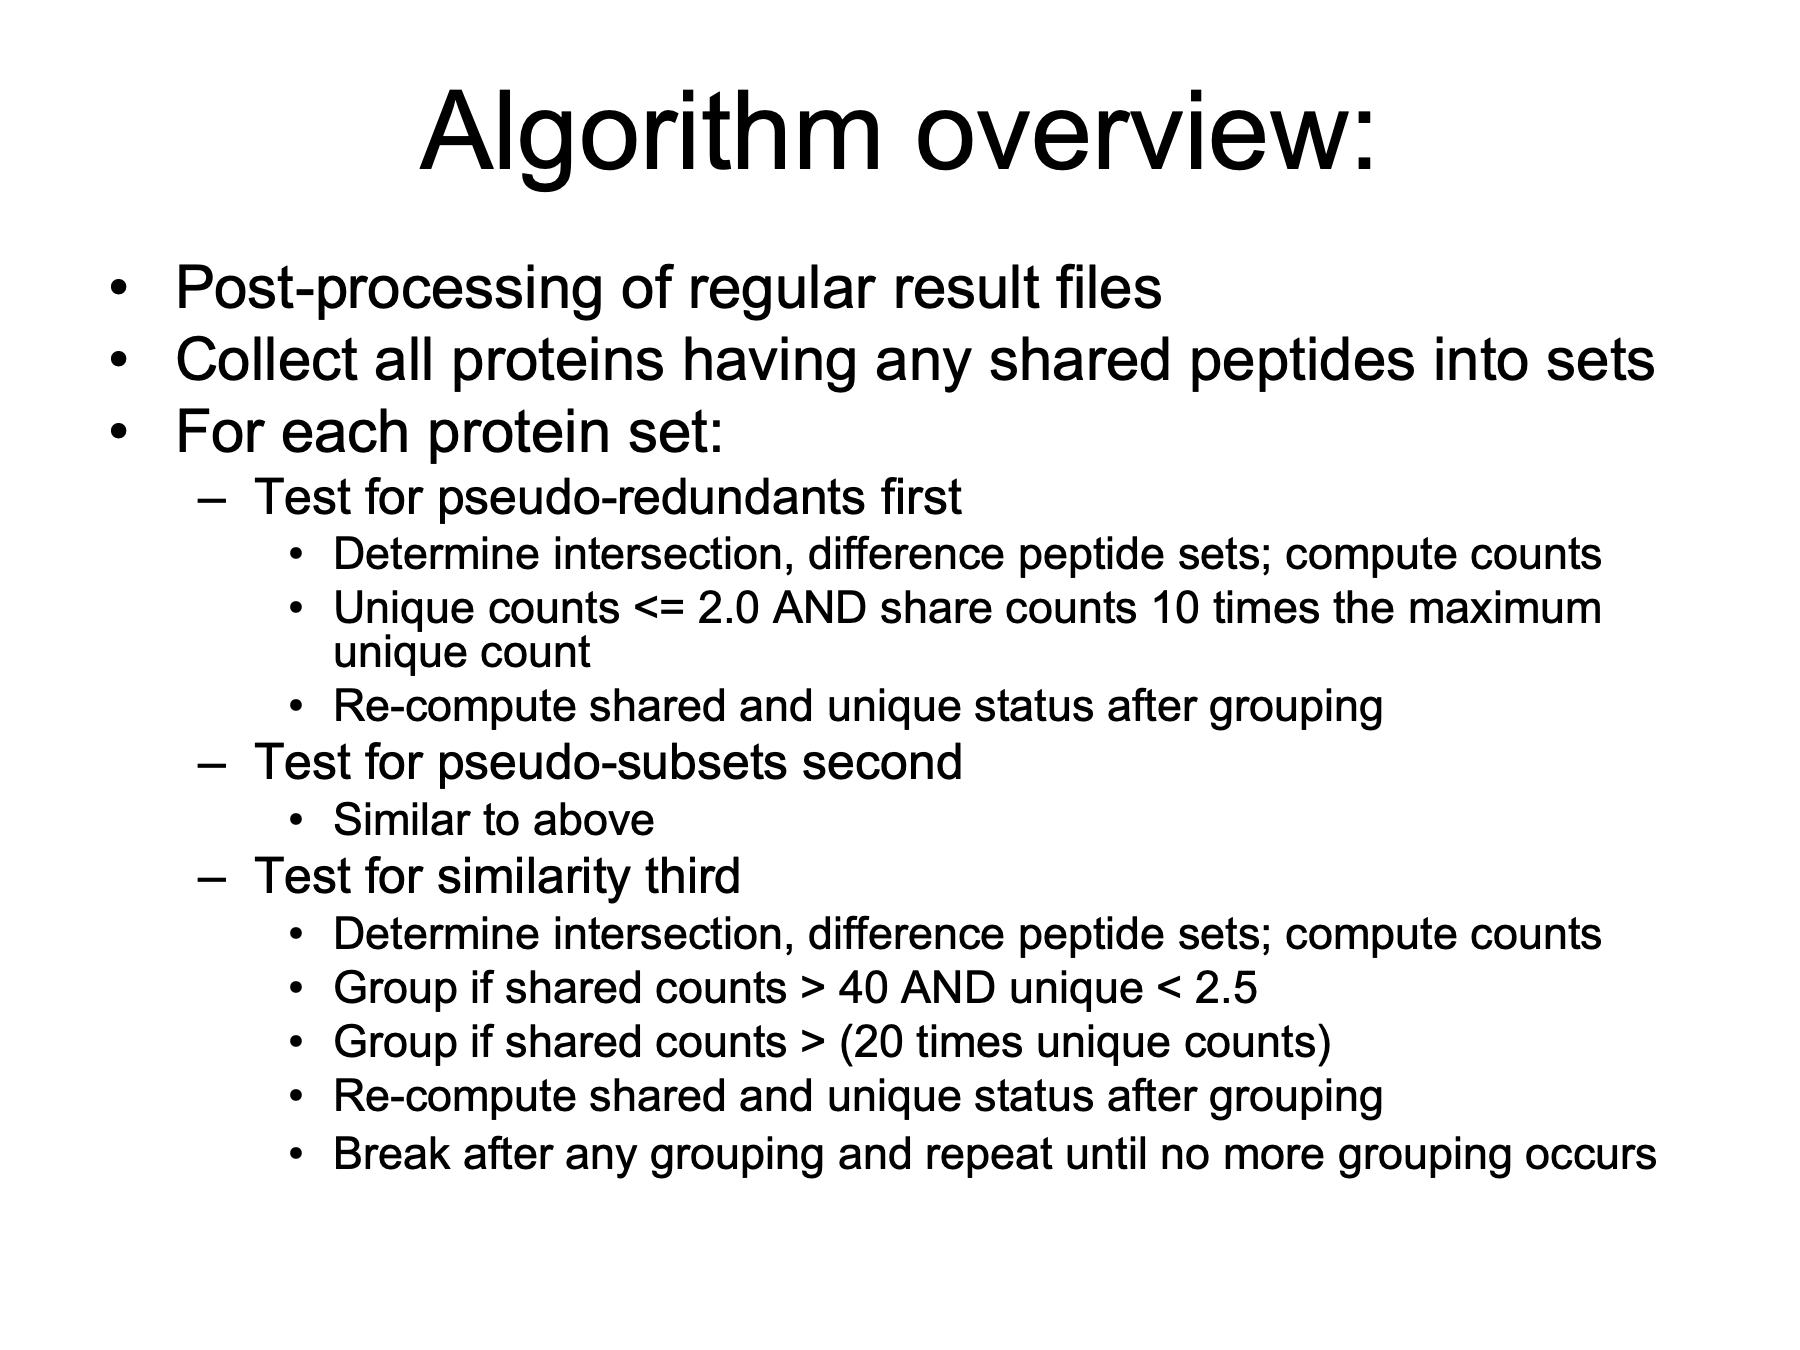 Algorithm overview:
• Post-processing of regular result files
• Collect all proteins having any shared peptides into sets
• For each protein set:
– Test for pseudo-redundants first
• Determine intersection, difference peptide sets; compute counts
• Unique counts <= 2.0 AND share counts 10 times the maximum
unique count
• Re-compute shared and unique status after grouping
– Test for pseudo-subsets second
• Similar to above
– Test for similarity third
• Determine intersection, difference peptide sets; compute counts
• Group if shared counts > 40 AND unique < 2.5
• Group if shared counts > (20 times unique counts)
• Re-compute shared and unique status after grouping
• Break after any grouping and repeat until no more grouping occurs